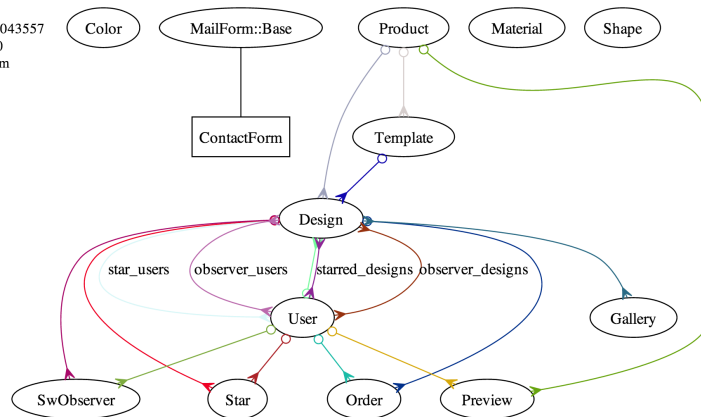 043557
0
m
Color
MailForm::Base
Product
Material
Shape
ContactForm
Template
Design
star_users
observer_users
starred_designs
observer_designs
User
Gallery
SwObserver
Star
Order
Preview